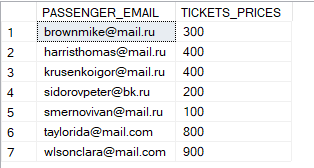 PASSENGER_EMAIL TICKETS_PRICES
1 brownmike@mail.ru 300
2 harristhomas@mail.ru 400
3 krusenkoigor@mail.ru 400
4 sidorovpeter@bk.ru 200
5 smernovivan@mail.ru 100
6 taylorida@mail.com 800
7 wlsonclara@mail.com 900